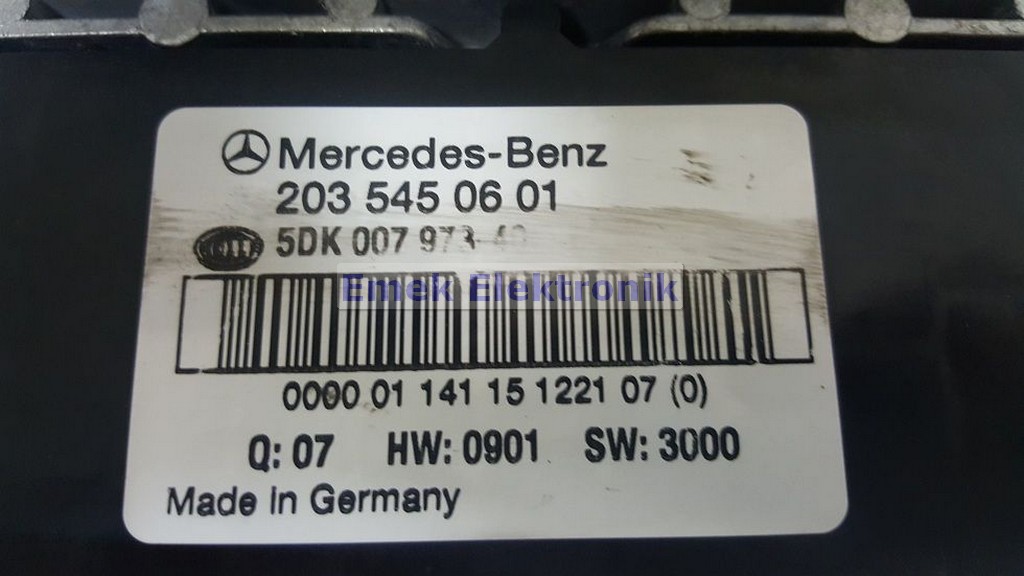 Mercedes-Benz
203 545 06 01
5DK 007 973-
Emek Elektronik
0000 01 141 15 1221 07 (0)
Q: 07 HW: 0901 SW: 3000
Made in Germany